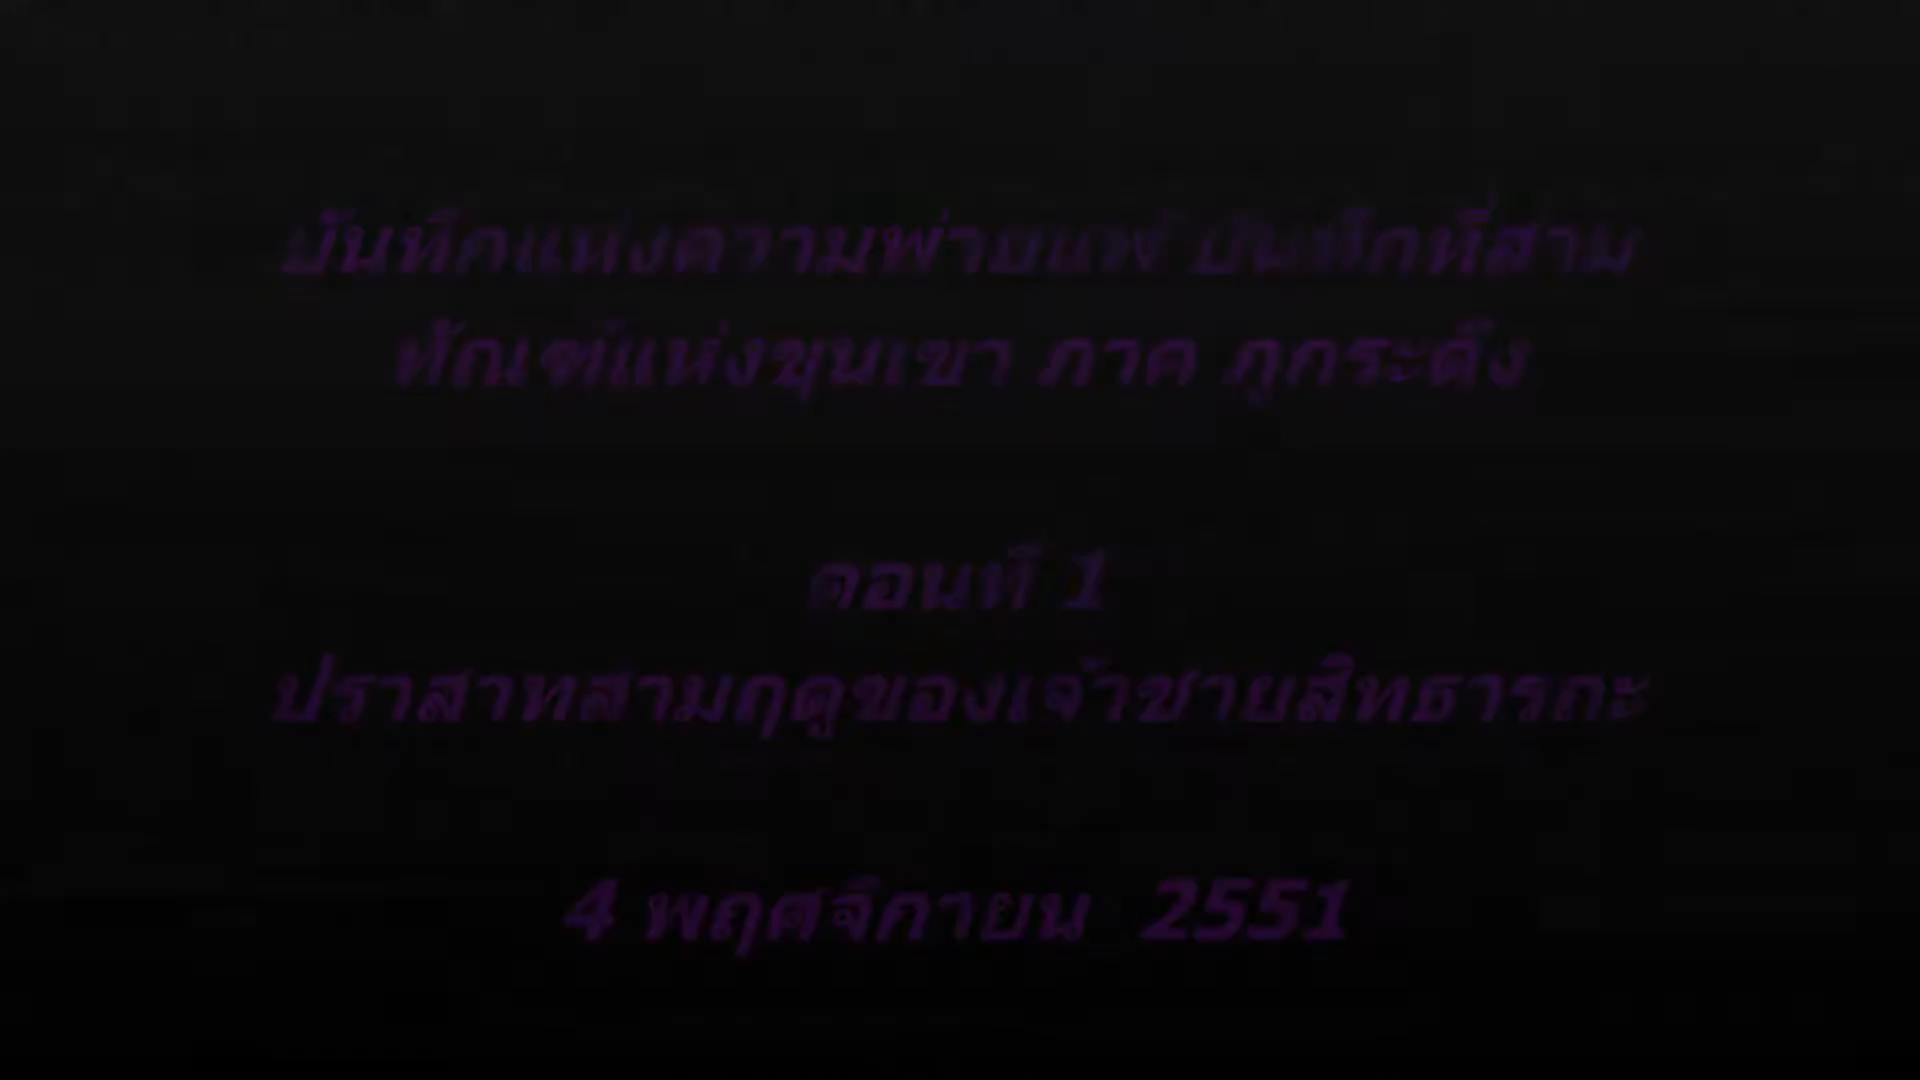 บันทึกแห่งความพ่ายแพ้ บันทึกที่สาม
ทัณฑ์แห่งขุนเขา ภาค ภูกระดึง
ตอนที่ 1
ปราสาทสามฤดูของเจ้าชายสิทธารถะ
4 พฤศจิกายน 2551